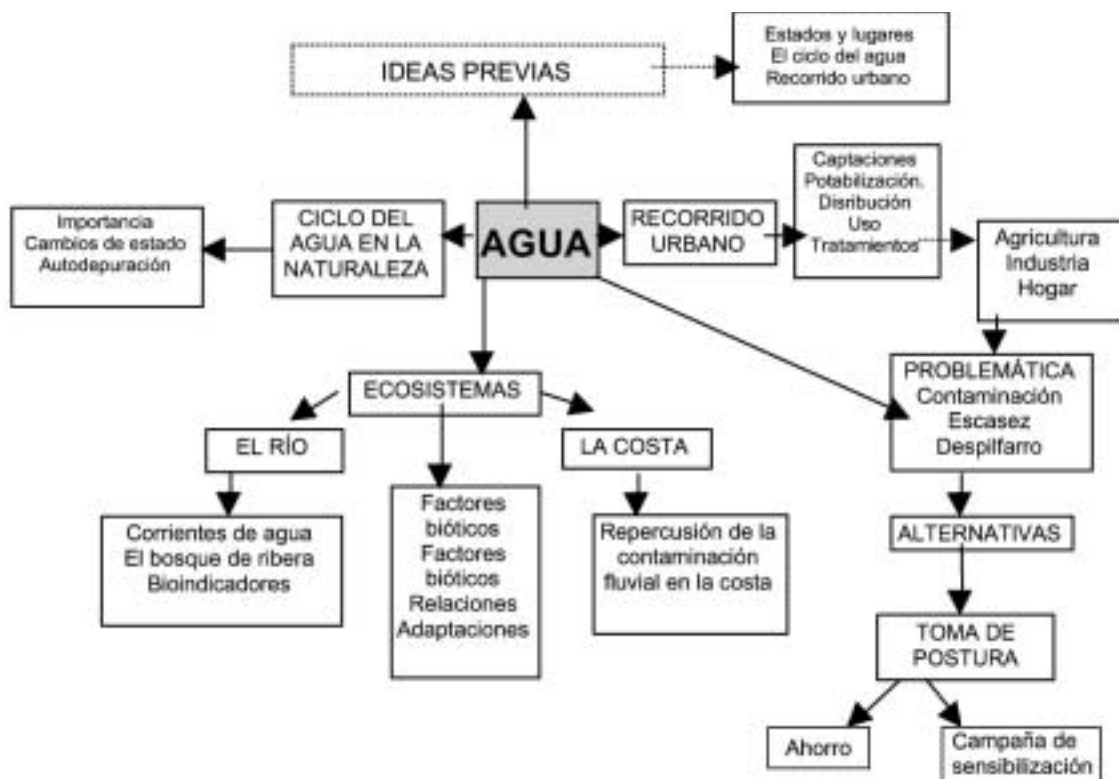 Estados y lugares
El ciclo del agua
Recorrido urbano
IDEAS PREVIAS
Captaciones
Potabilización.
Disribución
Uso
Tratamientos
Importancia
Cambios de estado
Autodepuración
CICLO DEL
AGUA EN LA
NATURALEZA
AGUA
RECORRIDO
URBANO
Agricultura
Industria
Hogar
PROBLEMÁTICA
Contaminación
Escasez
Despilfarro
ECOSISTEMAS
EL RÍO
LA COSTA
Corrientes de agua
El bosque de ribera
Bioindicadores
Factores
bióticos
Factores
bióticos
Relaciones
Adaptaciones
Repercusión de la
contaminación
fluvial en la costa
ALTERNATIVAS
TOMA DE
POSTURA
Ahorro
Campaña de
sensibilización